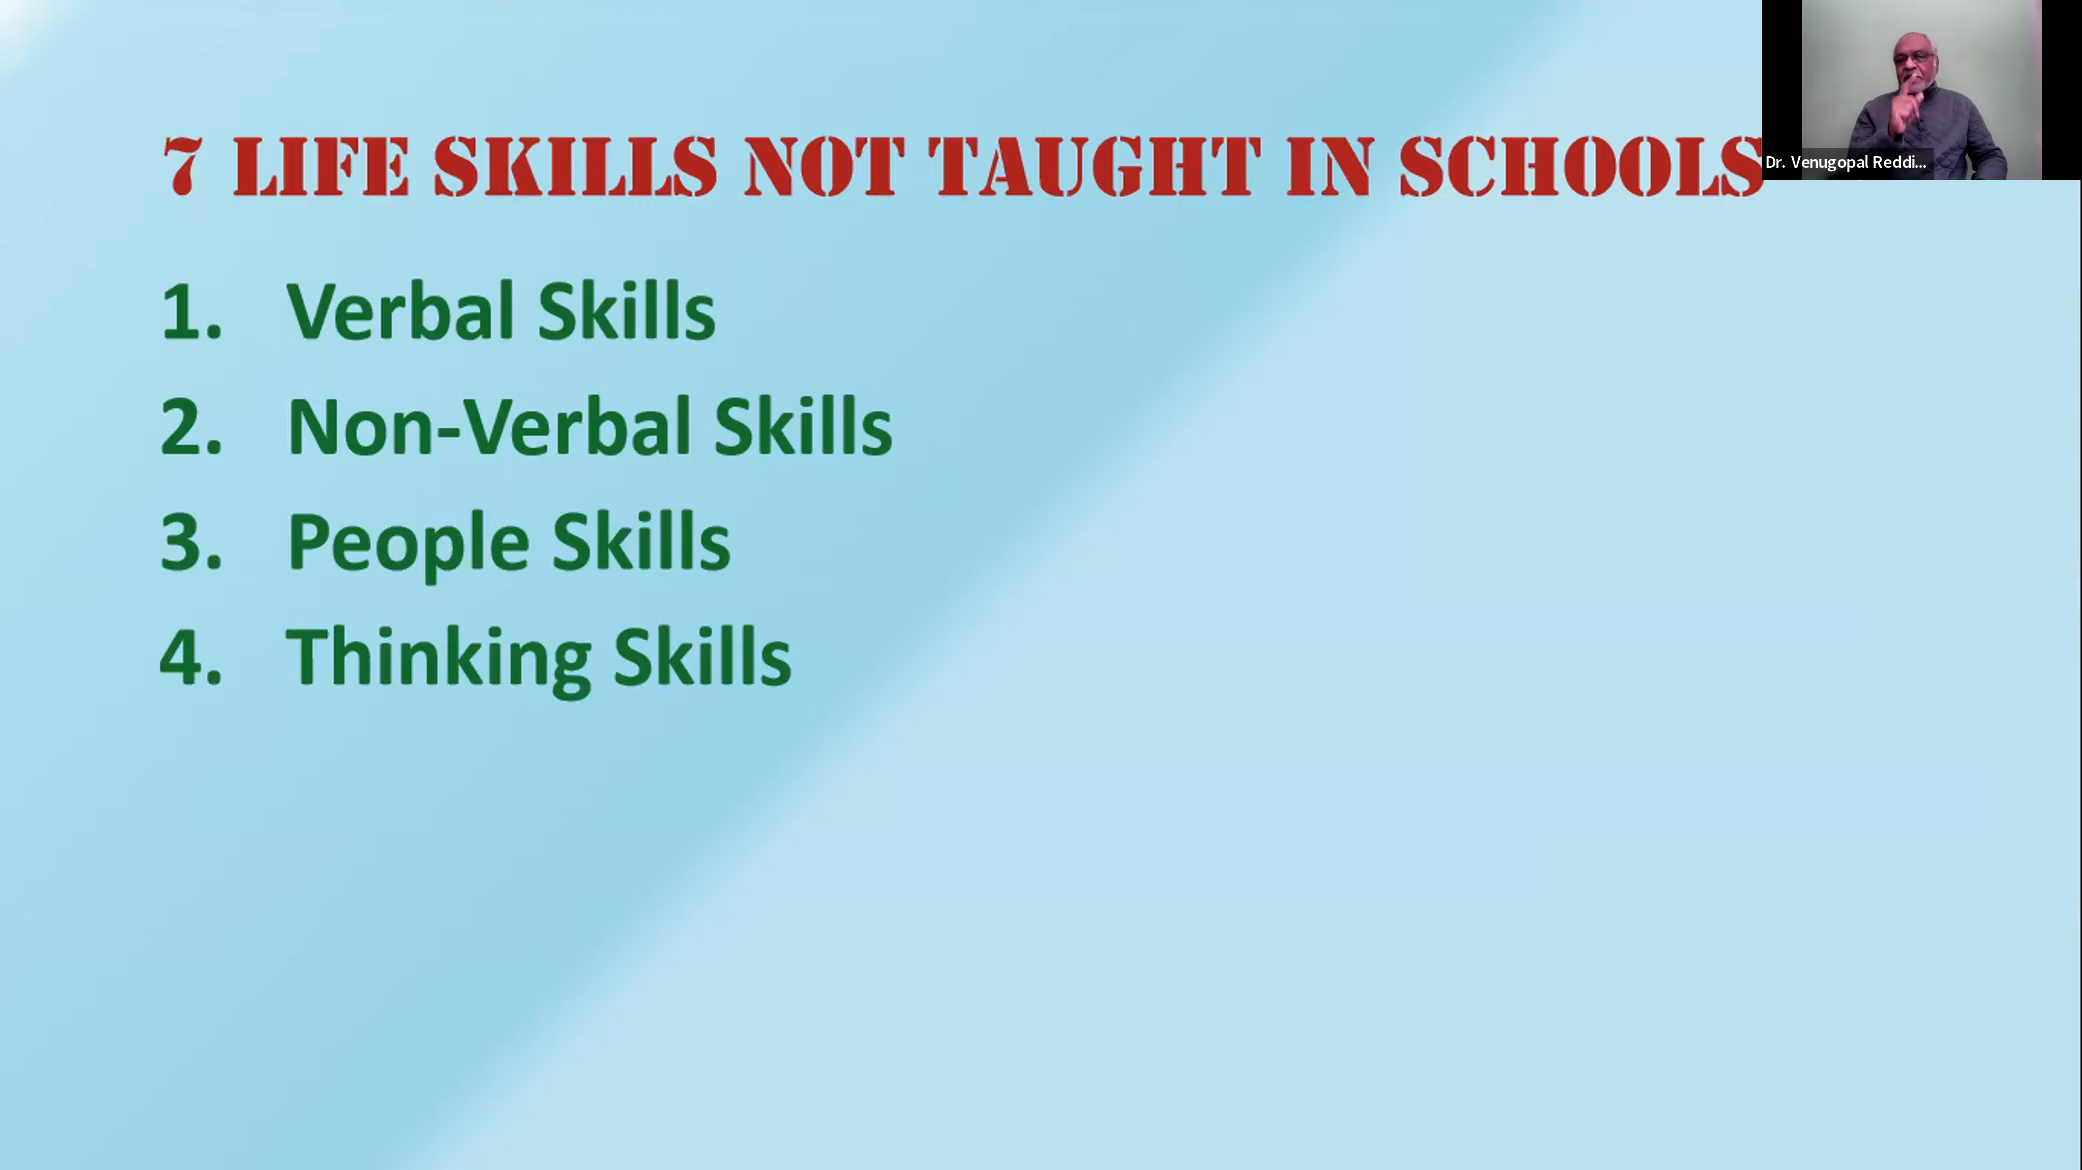 7 LIFE SKILLS NOT TAUGHT IN SCHOOLS
Dr. Venugopal Reddi...
1. Verbal Skills
2. Non-Verbal Skills
3. People Skills
4. Thinking Skills